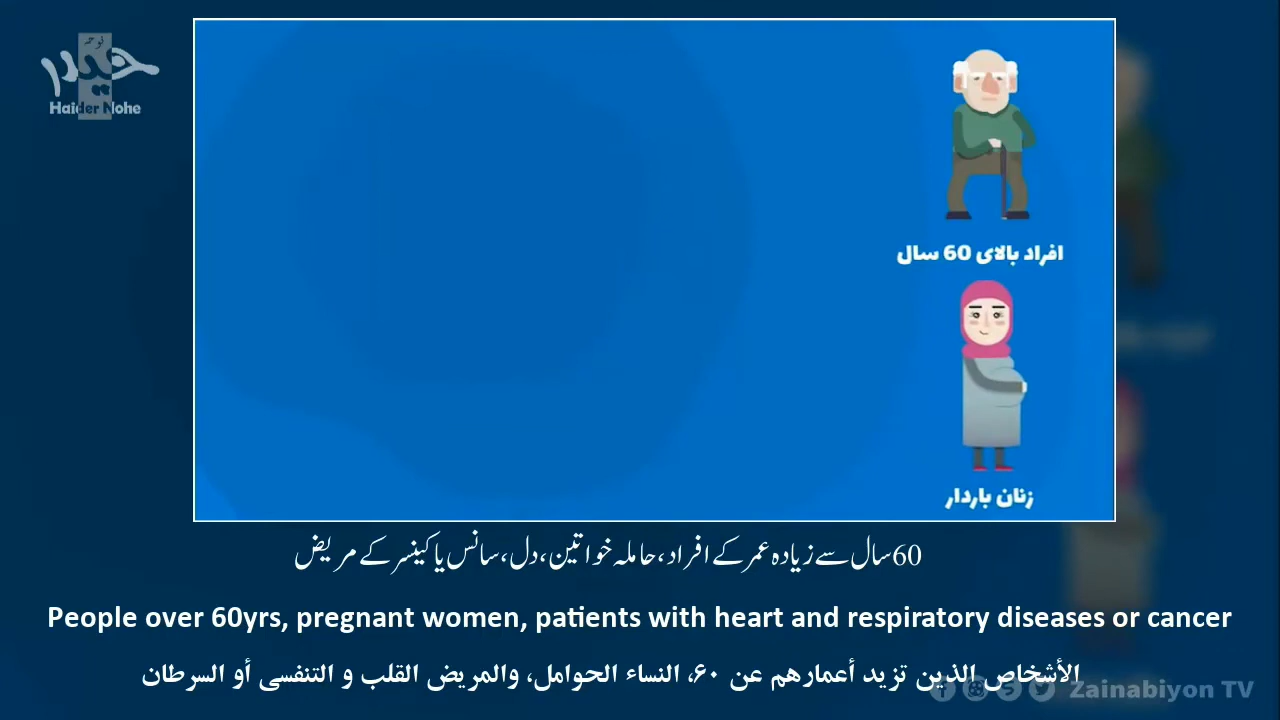 نوحه
حیدر
Haider Nohe
افراد بالای 60 سال
زنان باردار
60 سال سے زیادہ عمر کے افراد، حاملہ خواتین، دل، سانس یا کینسر کے مریض
People over 60yrs, pregnant women, patients with heart and respiratory diseases or cancer
الأشخاص الذين تزيد أعمارهم عن ۶۰، النساء الحوامل، والمريض القلب و التنفسی أو السرطان
Zainabiyon TV